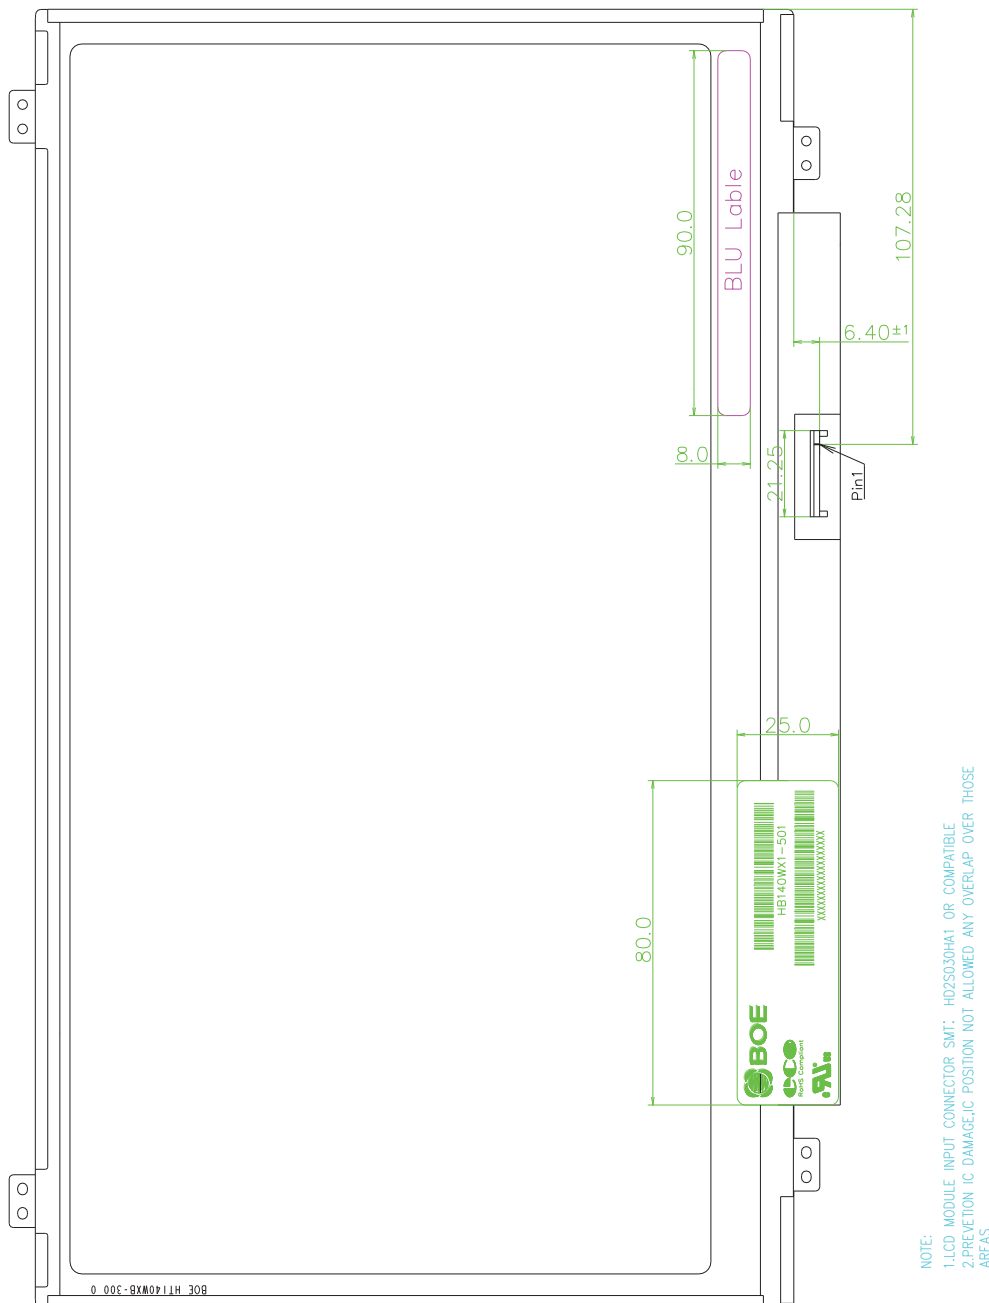 107.28
90.0
BLU Lable
6.40±1
8.0
21.25
Pin1
25.0
80.0
HB140WX1-501
XXXXXXXXXXXXXXXXXXX
BOE
eco
RoHS Compliant
BOE HT140WXB-300 0
NOTE:
1.LCD MODULE INPUT CONNECTOR SMT: HD2S030HA1 OR COMPATIBLE
2.PREVETION IC DAMAGE,IC POSITION NOT ALLOWED ANY OVERLAP OVER THOSE
AREAS